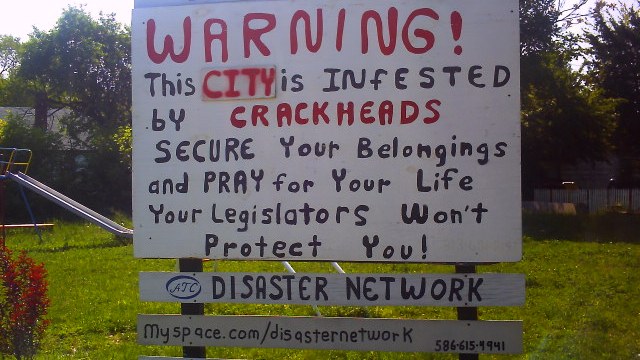 WARNING!
This CITY is INfESTED
by CRACKHEADS
SECURE Your Belongings
and PRAY for Your Life
Your Legislators Won't
Protect You!
ATC DISASTER NETWORK
Myspace.com/disasternetwork
586-615-9941